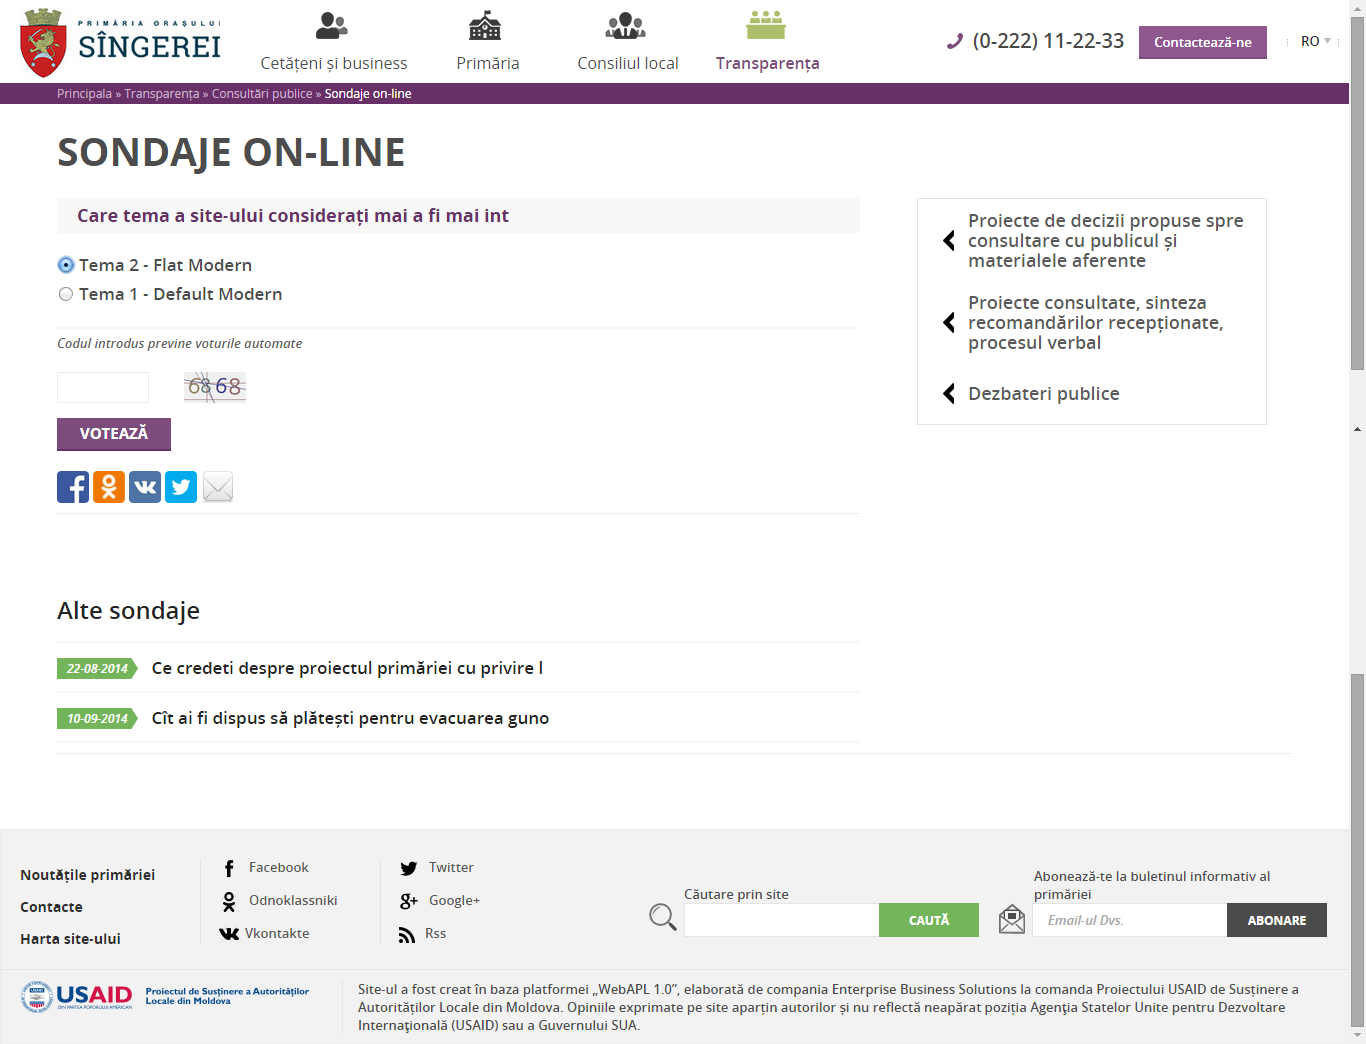 PRIMĂRIA ORAȘULUI
SÎNGEREI
Cetățeni și business
Primăria
Consiliul local
Transparența
(0-222) 11-22-33
Contactează-ne
RO
Principala » Transparența » Consultări publice » Sondaje on-line
SONDAJE ON-LINE
Care tema a site-ului considerați mai a fi mai int
Tema 2 - Flat Modern
Tema 1 - Default Modern
Codul introdus previne voturile automate
6868
VOTEAZĂ
Proiecte de decizii propuse spre
consultare cu publicul și
materialele aferente
Proiecte consultate, sinteza
recomandărilor recepționate,
procesul verbal
Dezbateri publice
Alte sondaje
22-08-2014 Ce credeti despre proiectul primăriei cu privire l
10-09-2014 Cît ai fi dispus să plătești pentru evacuarea guno
Noutățile primăriei
Contacte
Harta site-ului
Facebook
Odnoklassniki
Vkontakte
Twitter
Google+
Rss
Căutare prin site
CAUTĂ
Abonează-te la buletinul informativ al
primăriei
Email-ul Dvs.
ABONARE
USAID
DIN PARTEA POPORULUI AMERICAN
Proiectul de Susținere a Autorităților
Locale din Moldova
Site-ul a fost creat în baza platformei „WebAPL 1.0”, elaborată de compania Enterprise Business Solutions la comanda Proiectului USAID de Susținere a
Autorităților Locale din Moldova. Opiniile exprimate pe site aparțin autorilor și nu reflectă neapărat poziția Agenția Statelor Unite pentru Dezvoltare
Internațională (USAID) sau a Guvernului SUA.